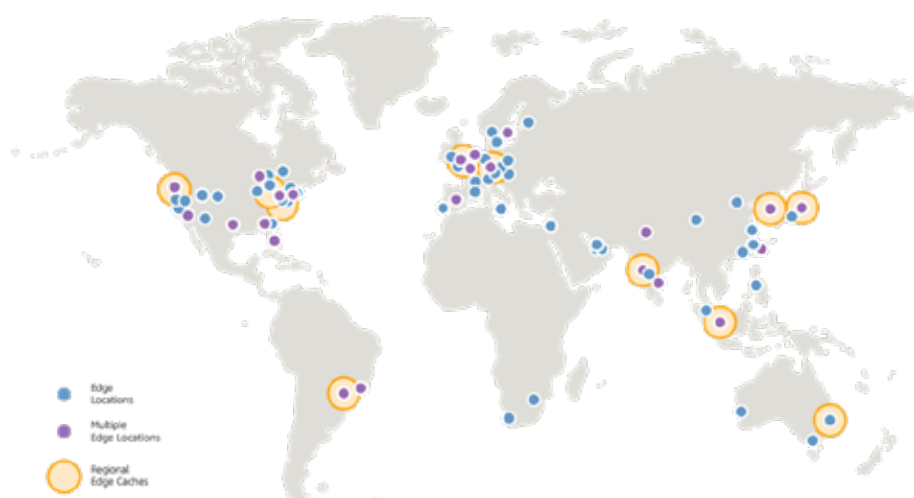 Edge
Locations
Multiple
Edge Locations
Regional
Edge Caches